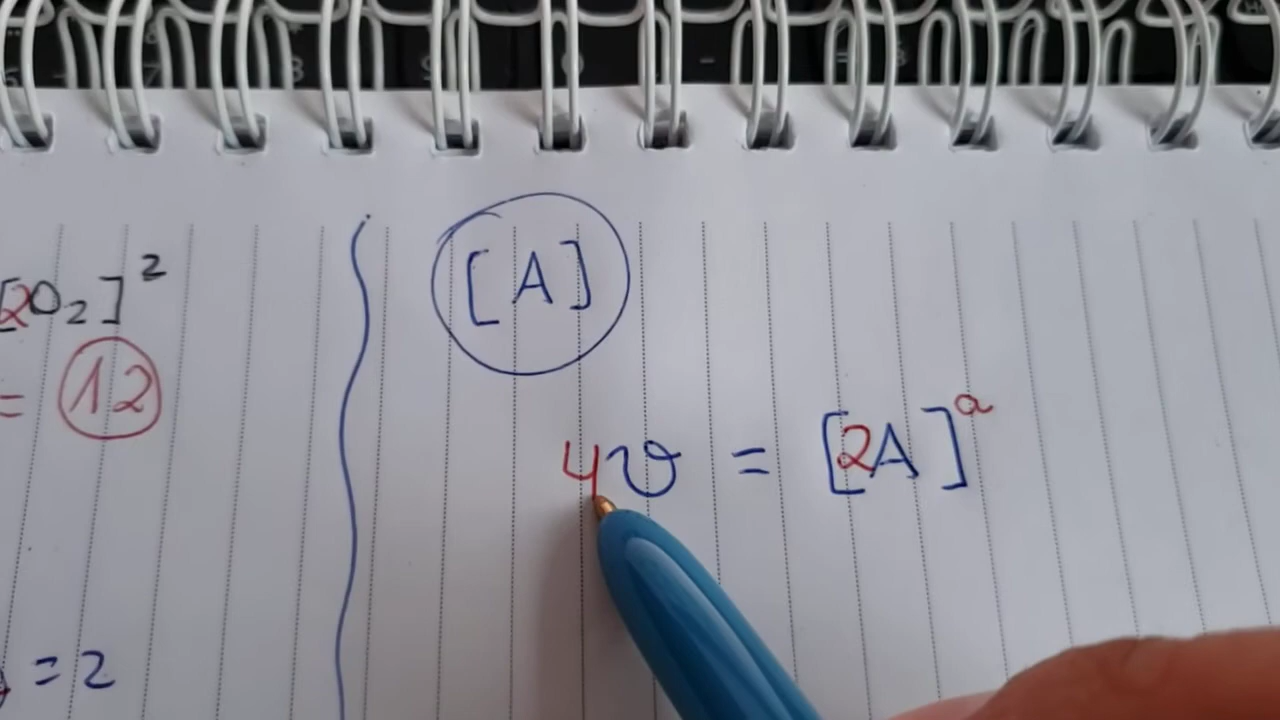 [2O₂]²
= 12
= 2
[A]
4v = [2A]ᵃ